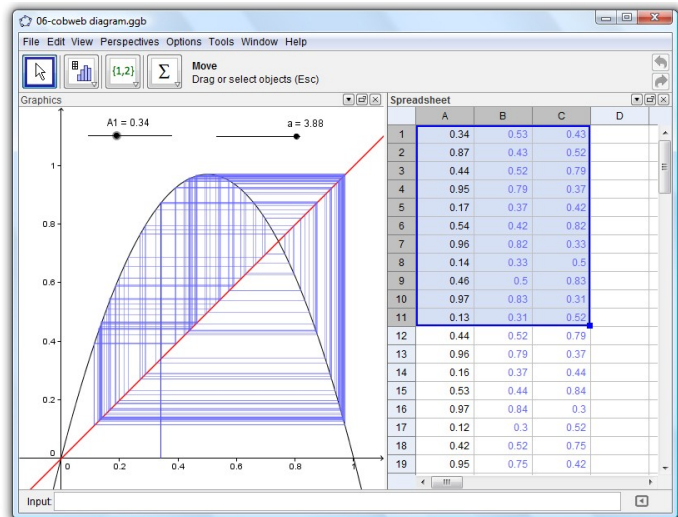 06-cobweb diagram.ggb
File Edit View Perspectives Options Tools Window Help
{1,2}
Σ
Move
Drag or select objects (Esc)
Graphics
Spreadsheet
A1 = 0.34
a = 3.88
1
0.8
0.6
0.4
0.2
0
0 0.2 0.4 0.6 0.8 1
A B C D
1 0.34 0.53 0.43
2 0.87 0.43 0.52
3 0.44 0.52 0.79
4 0.95 0.79 0.37
5 0.17 0.37 0.42
6 0.54 0.42 0.82
7 0.96 0.82 0.33
8 0.14 0.33 0.5
9 0.46 0.5 0.83
10 0.97 0.83 0.31
11 0.13 0.31 0.52
12 0.44 0.52 0.79
13 0.96 0.79 0.37
14 0.16 0.37 0.44
15 0.53 0.44 0.84
16 0.97 0.84 0.3
17 0.12 0.3 0.52
18 0.42 0.52 0.75
19 0.95 0.75 0.42
Input: